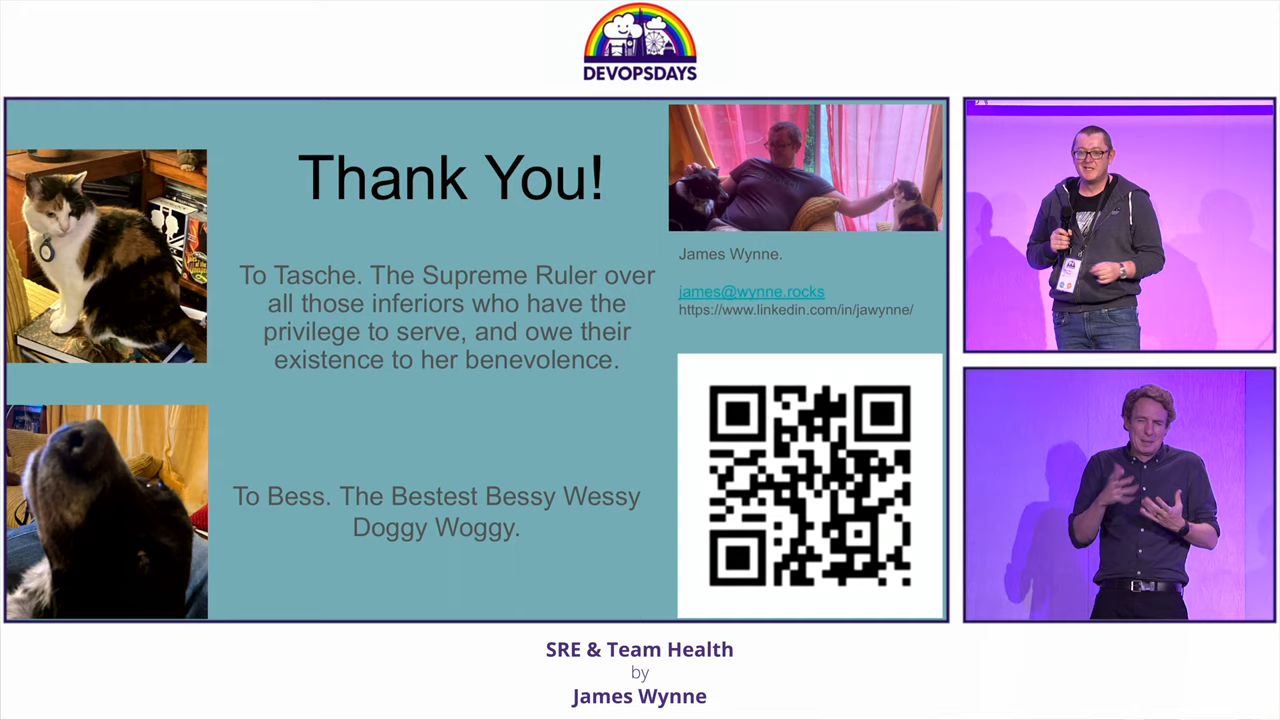 DEVOPSDAYS
Thank You!
To Tasche. The Supreme Ruler over
all those inferiors who have the
privilege to serve, and owe their
existence to her benevolence.
To Bess. The Bestest Bessy Wessy
Doggy Woggy.
James Wynne.
james@wynne.rocks
https://www.linkedin.com/in/jawynne/
SRE & Team Health
by
James Wynne